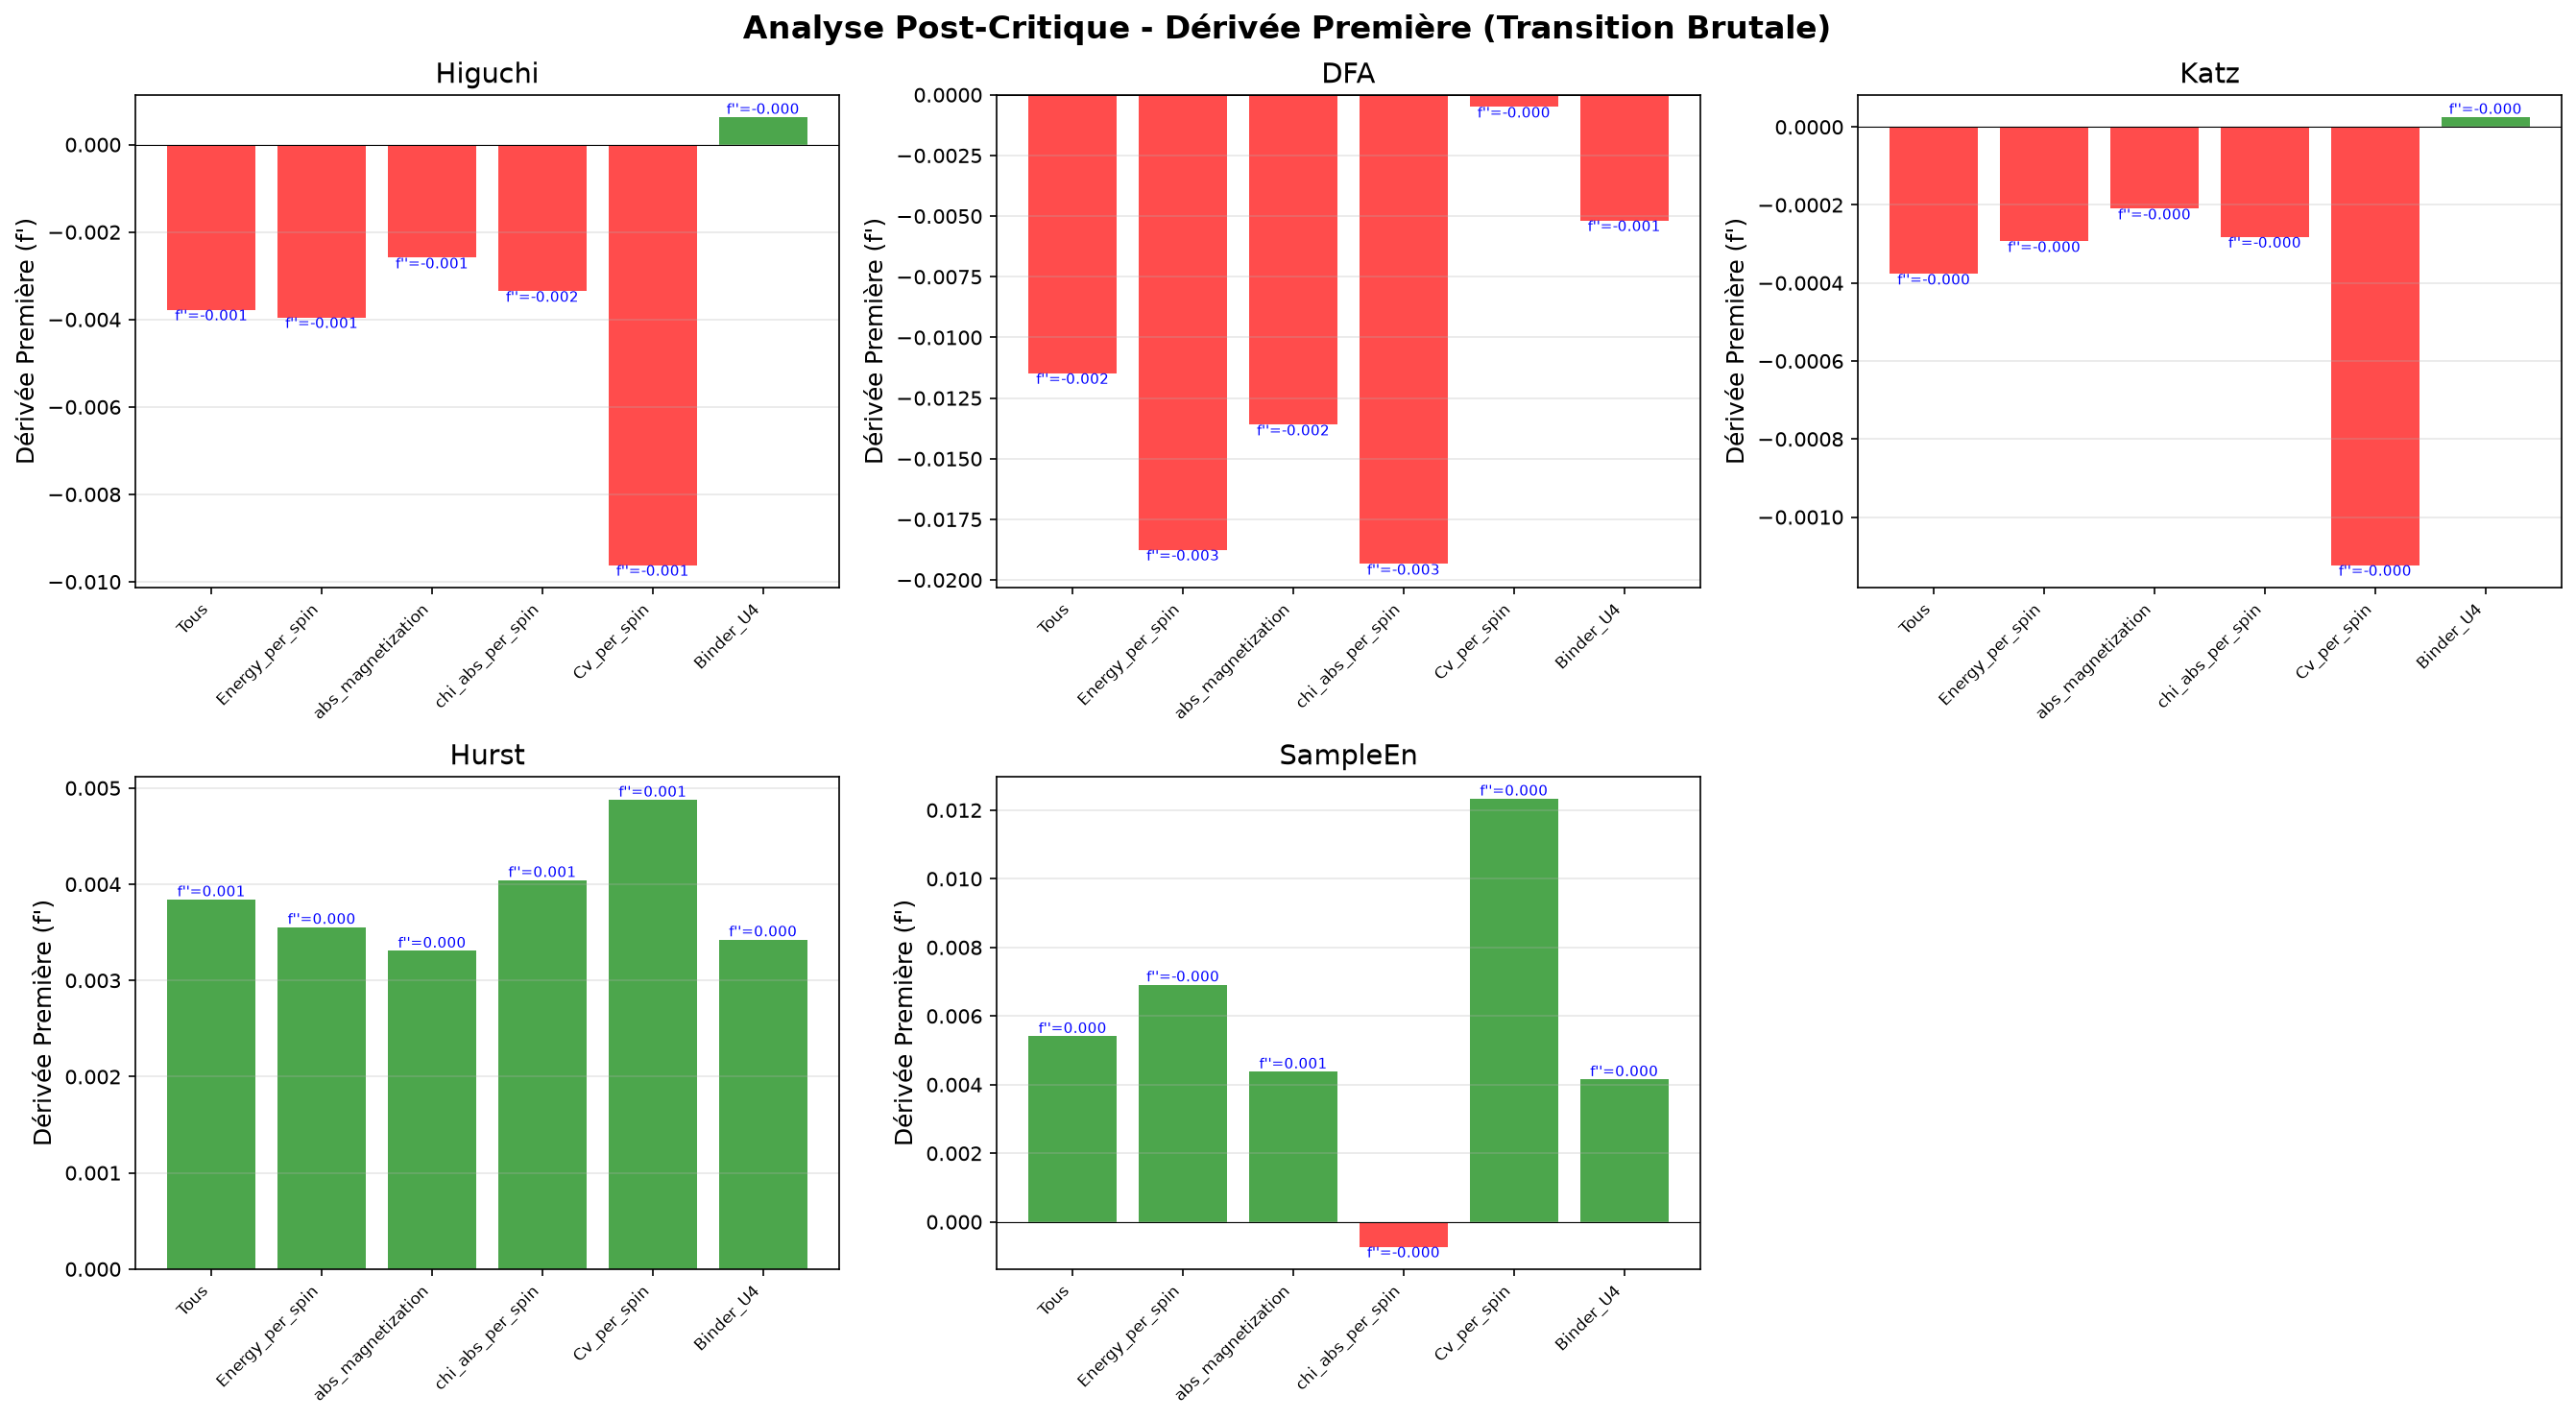 Analyse Post-Critique - Dérivée Première (Transition Brutale)
Higuchi
Dérivée Première (f')
0.000
−0.002
−0.004
−0.006
−0.008
−0.010
f''=-0.001
f''=-0.001
f''=-0.001
f''=-0.002
f''=-0.001
f''=-0.000
Tous
Energy_per_spin
abs_magnetization
chi_abs_per_spin
Cv_per_spin
Binder_U4
DFA
Dérivée Première (f')
0.0000
−0.0025
−0.0050
−0.0075
−0.0100
−0.0125
−0.0150
−0.0175
−0.0200
f''=-0.002
f''=-0.003
f''=-0.002
f''=-0.003
f''=-0.000
f''=-0.001
Tous
Energy_per_spin
abs_magnetization
chi_abs_per_spin
Cv_per_spin
Binder_U4
Katz
Dérivée Première (f')
0.0000
−0.0002
−0.0004
−0.0006
−0.0008
−0.0010
f''=-0.000
f''=-0.000
f''=-0.000
f''=-0.000
f''=-0.000
f''=-0.000
Tous
Energy_per_spin
abs_magnetization
chi_abs_per_spin
Cv_per_spin
Binder_U4
Hurst
Dérivée Première (f')
0.005
0.004
0.003
0.002
0.001
0.000
f''=0.001
f''=0.000
f''=0.000
f''=0.001
f''=0.001
f''=0.000
Tous
Energy_per_spin
abs_magnetization
chi_abs_per_spin
Cv_per_spin
Binder_U4
SampleEn
Dérivée Première (f')
0.012
0.010
0.008
0.006
0.004
0.002
0.000
f''=0.000
f''=-0.000
f''=0.001
f''=-0.000
f''=0.000
f''=0.000
Tous
Energy_per_spin
abs_magnetization
chi_abs_per_spin
Cv_per_spin
Binder_U4